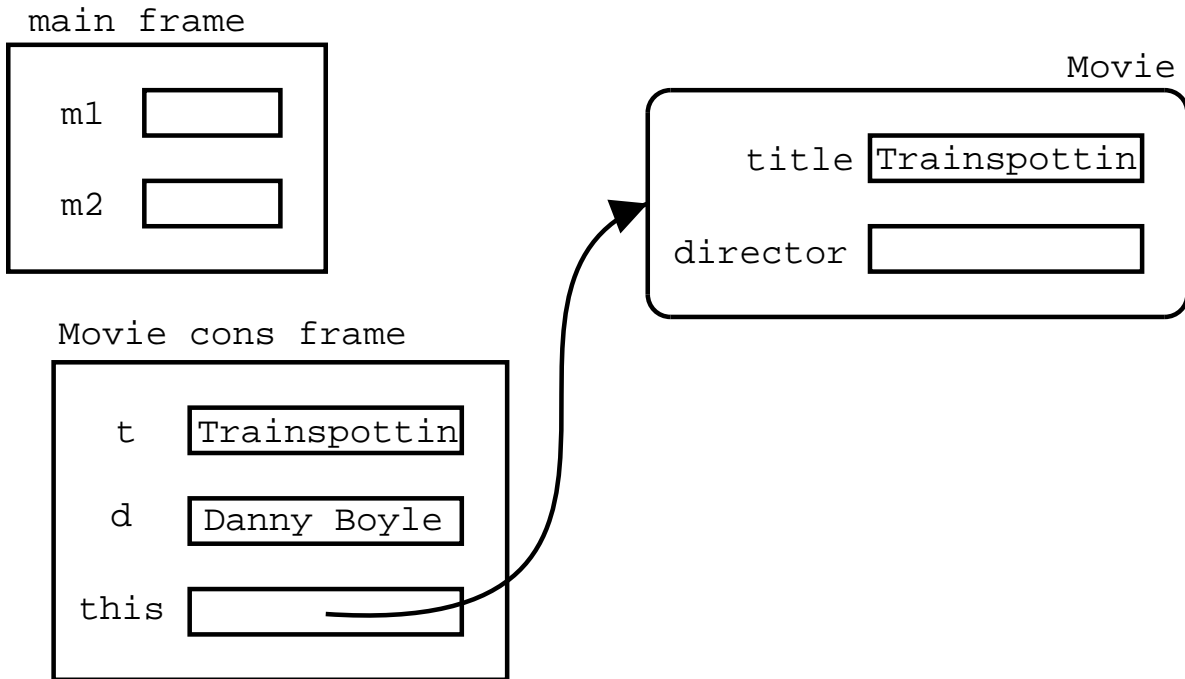 main frame
m1
m2
Movie
title Trainspottin
director
Movie cons frame
t Trainspottin
d Danny Boyle
this